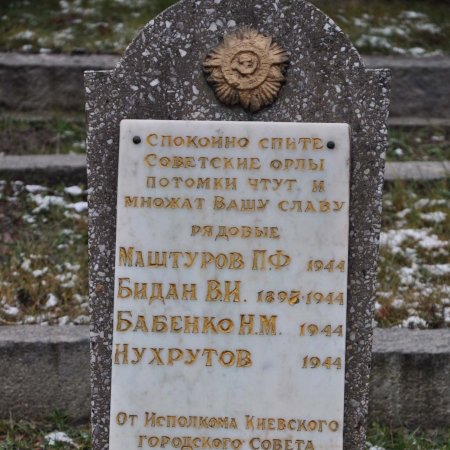 Спокойно спите
Советские орлы
потомки чтут и
множат Вашу славу
рядовые
Маштуров П.Ф 1944
Бидан В.И. 1898-1944
Бабенко Н.М. 1944
Нухрутов 1944
От Исполкома Киевского
городского Совета